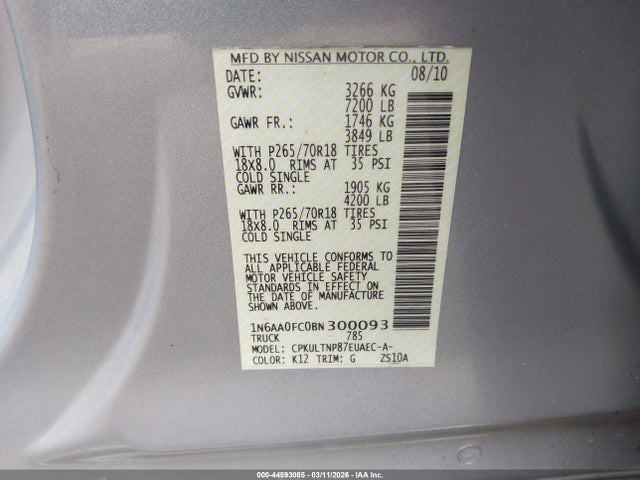 MFD BY NISSAN MOTOR CO., LTD.
DATE: 08/10
GVWR: 3266 KG
7200 LB
GAWR FR.: 1746 KG
3849 LB
WITH P265/70R18 TIRES
18X8.0 RIMS AT 35 PSI
COLD SINGLE
GAWR RR.: 1905 KG
4200 LB
WITH P265/70R18 TIRES
18X8.0 RIMS AT 35 PSI
COLD SINGLE
THIS VEHICLE CONFORMS TO
ALL APPLICABLE FEDERAL
MOTOR VEHICLE SAFETY
STANDARDS IN EFFECT ON
THE DATE OF MANUFACTURE
SHOWN ABOVE.
1N6AA0FC0BN300093
TRUCK 785
MODEL: CPKULTNP87EUAEC-A-
COLOR: K12 TRIM: G ZS10A
000-44593085 | 03/11/2026 - IAA Inc.